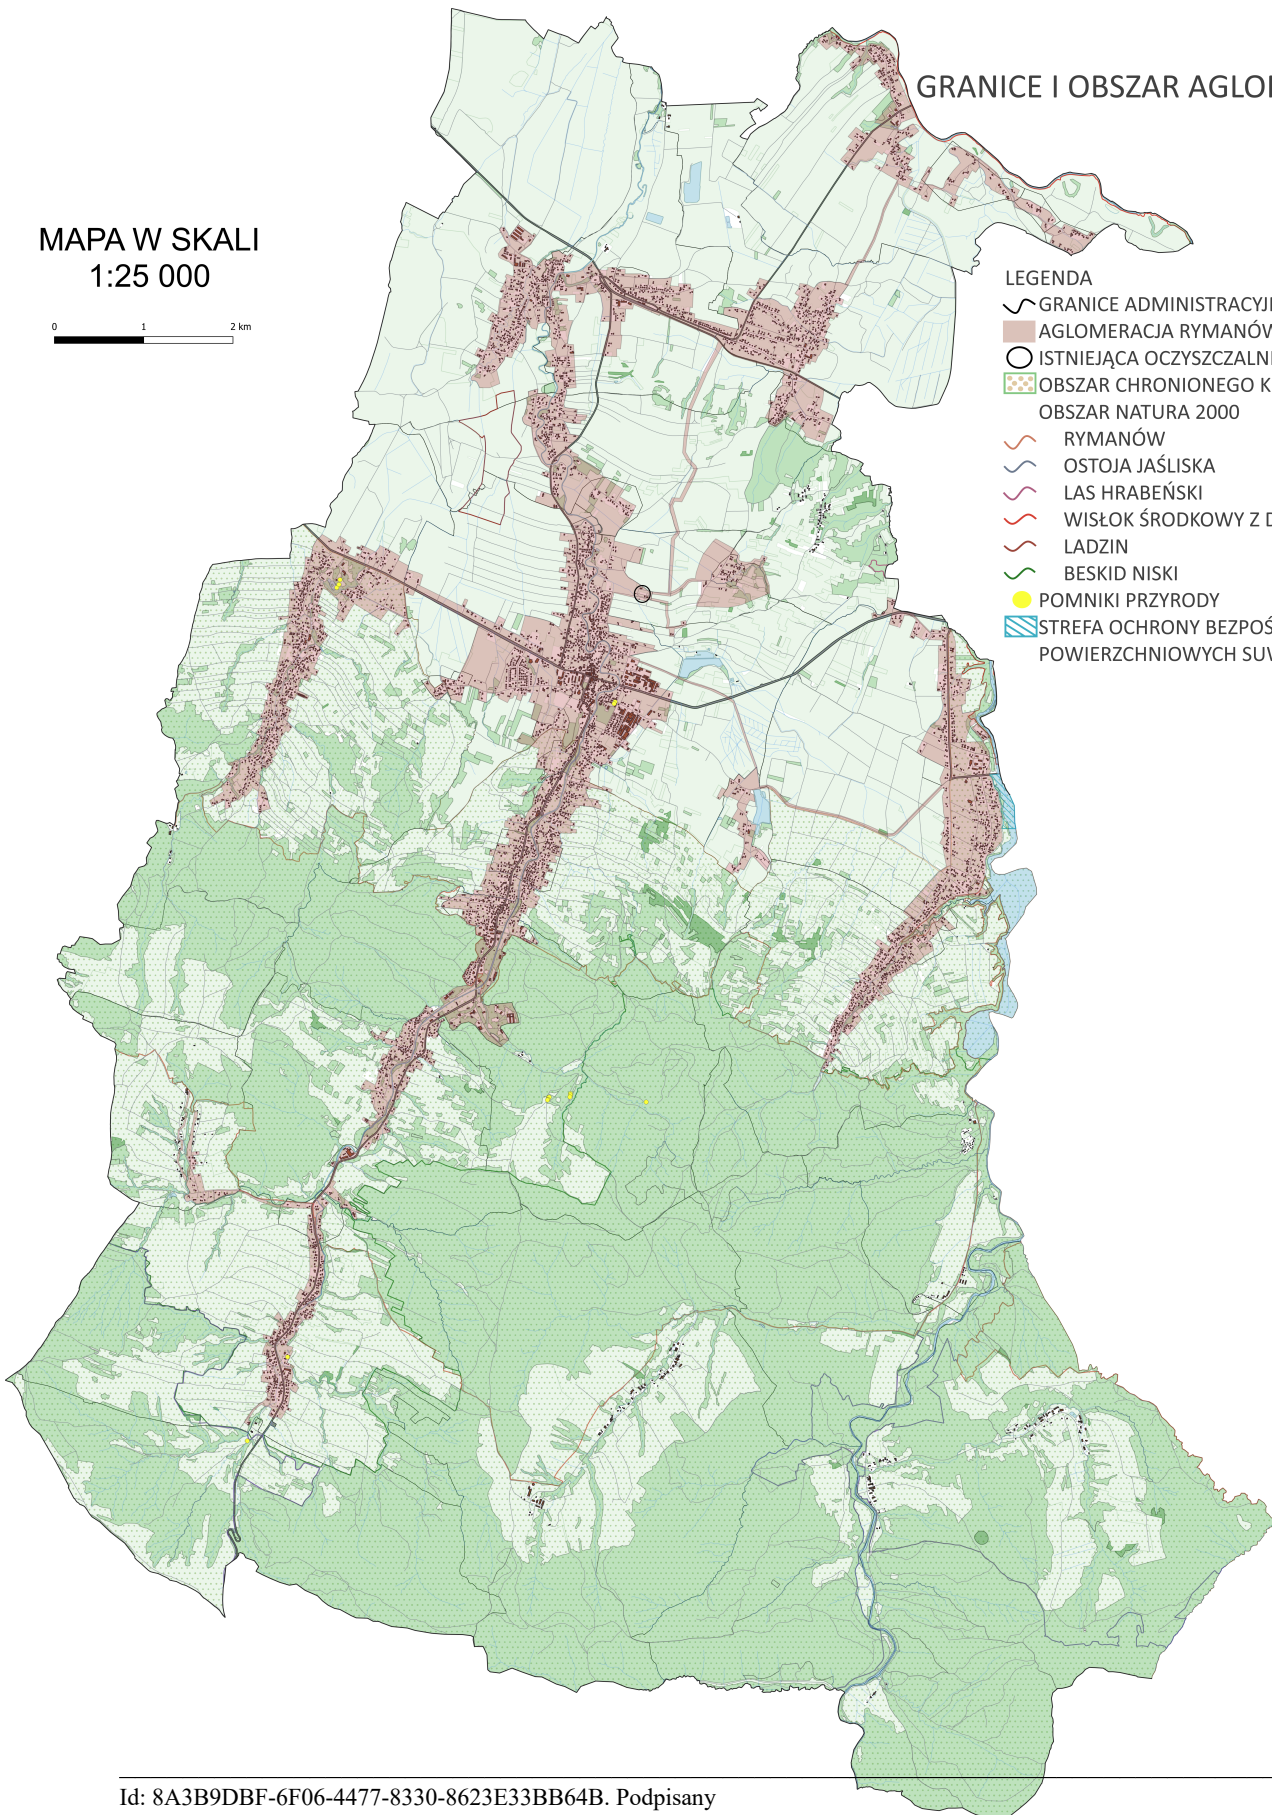 GRANICE I OBSZAR AGLO
MAPA W SKALI
1:25 000
0 1 2 km
LEGENDA
GRANICE ADMINISTRACYJ
AGLOMERACJA RYMANÓW
ISTNIEJĄCA OCZYSZCZALN
OBSZAR CHRONIONEGO K
OBSZAR NATURA 2000
RYMANÓW
OSTOJA JAŚLISKA
LAS HRABEŃSKI
WISŁOK ŚRODKOWY Z D
LADZIN
BESKID NISKI
POMNIKI PRZYRODY
STREFA OCHRONY BEZPOŚ
POWIERZCHNIOWYCH SUW
Id: 8A3B9DBF-6F06-4477-8330-8623E33BB64B. Podpisany